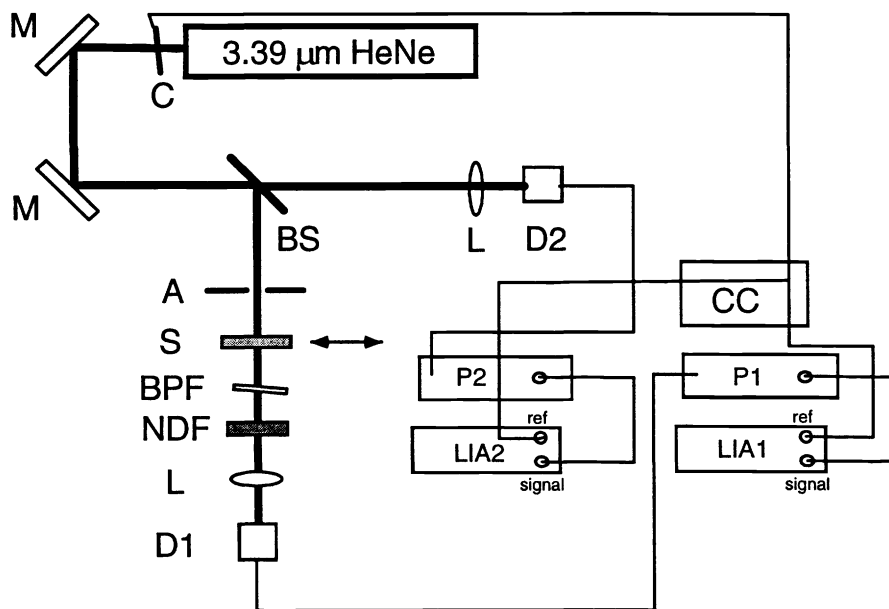 M
3.39 µm HeNe
C
M
BS
L
D2
A
CC
S
BPF
P2
P1
NDF
ref
LIA2
signal
ref
LIA1
signal
L
D1